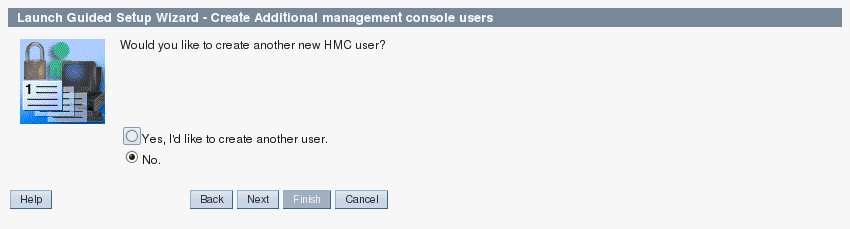 Launch Guided Setup Wizard - Create Additional management console users
Would you like to create another new HMC user?
1
Yes, I'd like to create another user.
No.
Help Back Next Finish Cancel